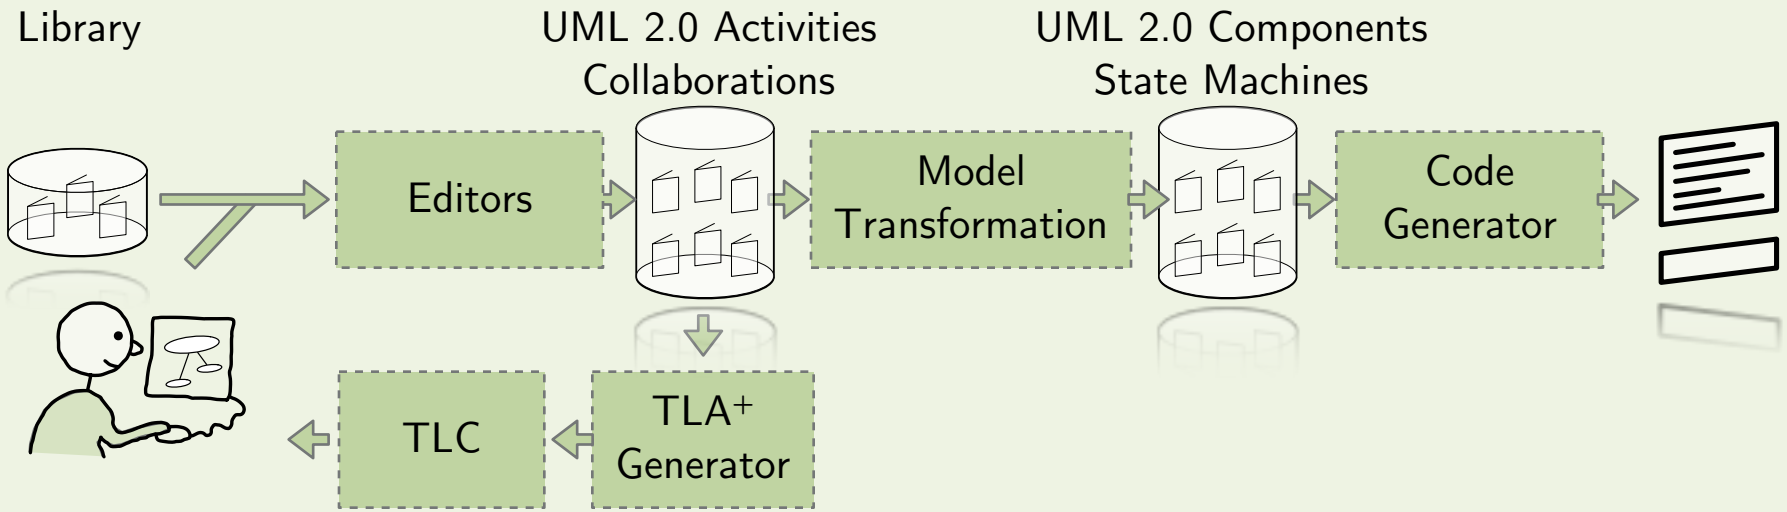 Library
UML 2.0 Activities
Collaborations
UML 2.0 Components
State Machines
Editors
Model
Transformation
Code
Generator
TLC
TLA+
Generator